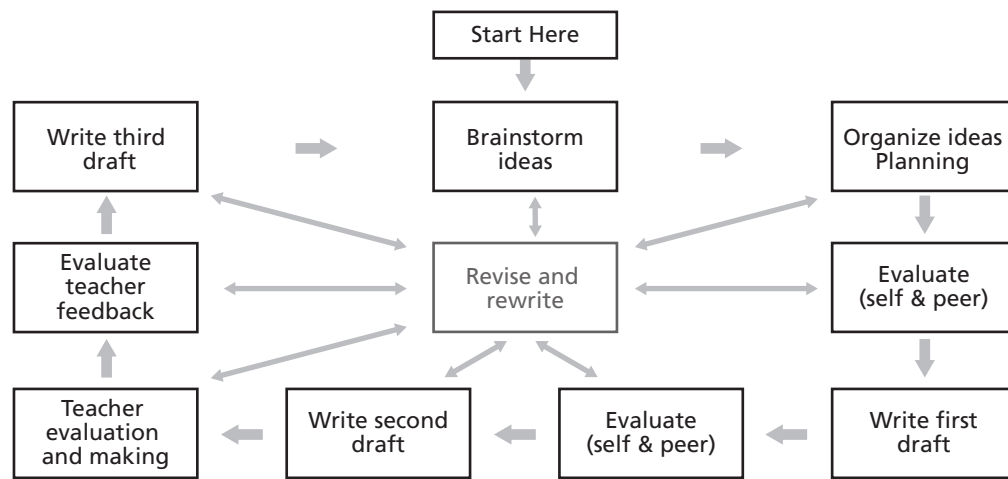 Start Here
Write third
draft
Brainstorm
ideas
Organize ideas
Planning
Evaluate
teacher
feedback
Revise and
rewrite
Evaluate
(self & peer)
Teacher
evaluation
and making
Write second
draft
Evaluate
(self & peer)
Write first
draft